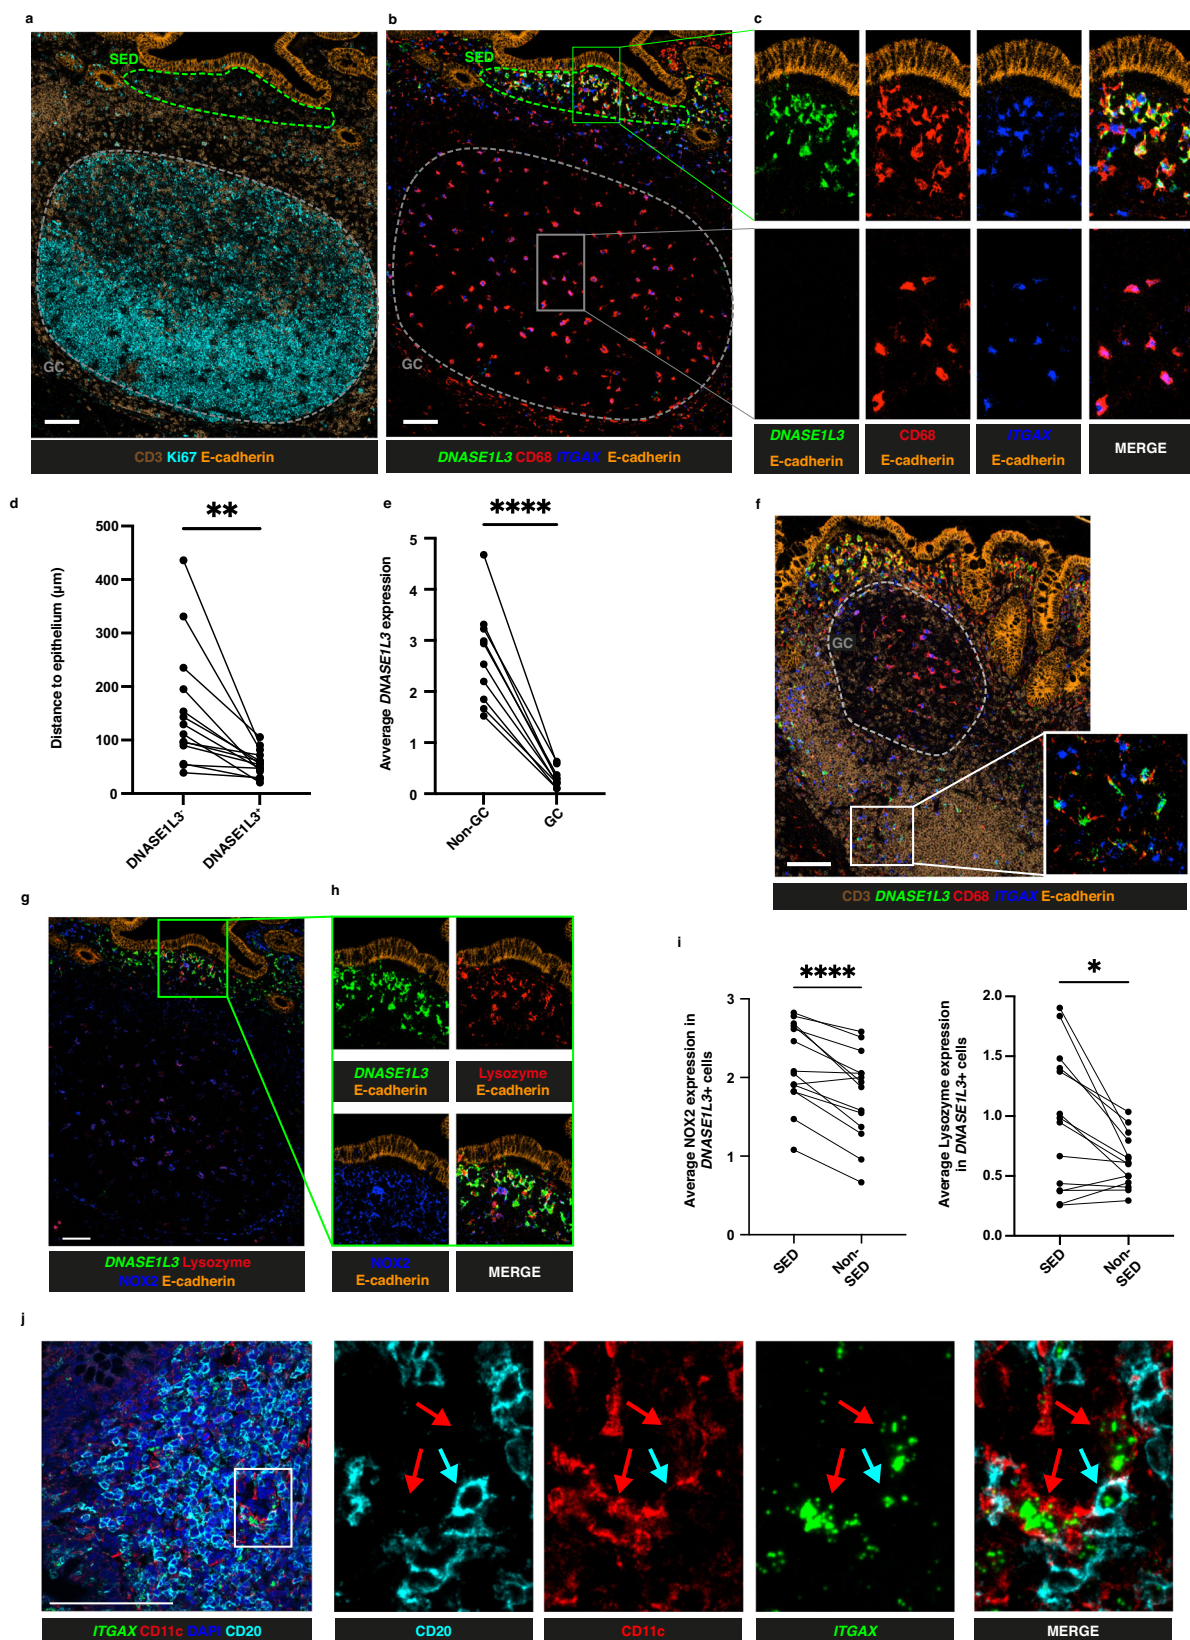 a
b
c
SED
GC
CD3 Ki67 E-cadherin
SED
GC
DNASE1L3 CD68 ITGAX E-cadherin
DNASE1L3
E-cadherin
CD68
E-cadherin
ITGAX
E-cadherin
MERGE
d
**
Distance to epithelium (μm)
500
400
300
200
100
0
DNASE1L3-
DNASE1L3+
e
****
Avverage DNASE1L3 expression
5
4
3
2
1
0
Non-GC
GC
f
GC
CD3 DNASE1L3 CD68 ITGAX E-cadherin
g
DNASE1L3 Lysozyme
NOX2 E-cadherin
h
DNASE1L3
E-cadherin
Lysozyme
E-cadherin
NOX2
E-cadherin
MERGE
i
****
Average NOX2 expression in
DNASE1L3+ cells
3
2
1
0
SED
Non-
SED
*
Average Lysozyme expression
in DNASE1L3+ cells
2.0
1.5
1.0
0.5
0.0
SED
Non-
SED
j
ITGAX CD11c DAPI CD20
CD20
CD11c
ITGAX
MERGE